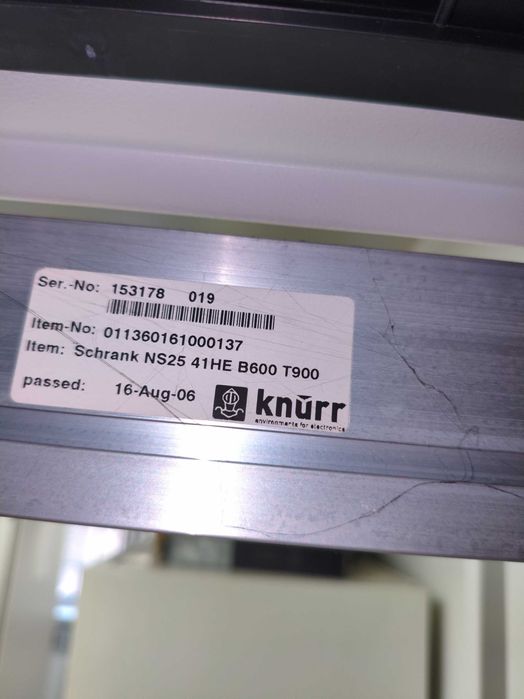 Ser.-No: 153178 019
Item-No: 011360161000137
Item: Schrank NS25 41HE B600 T900
passed: 16-Aug-06
knürr
environments for electronics